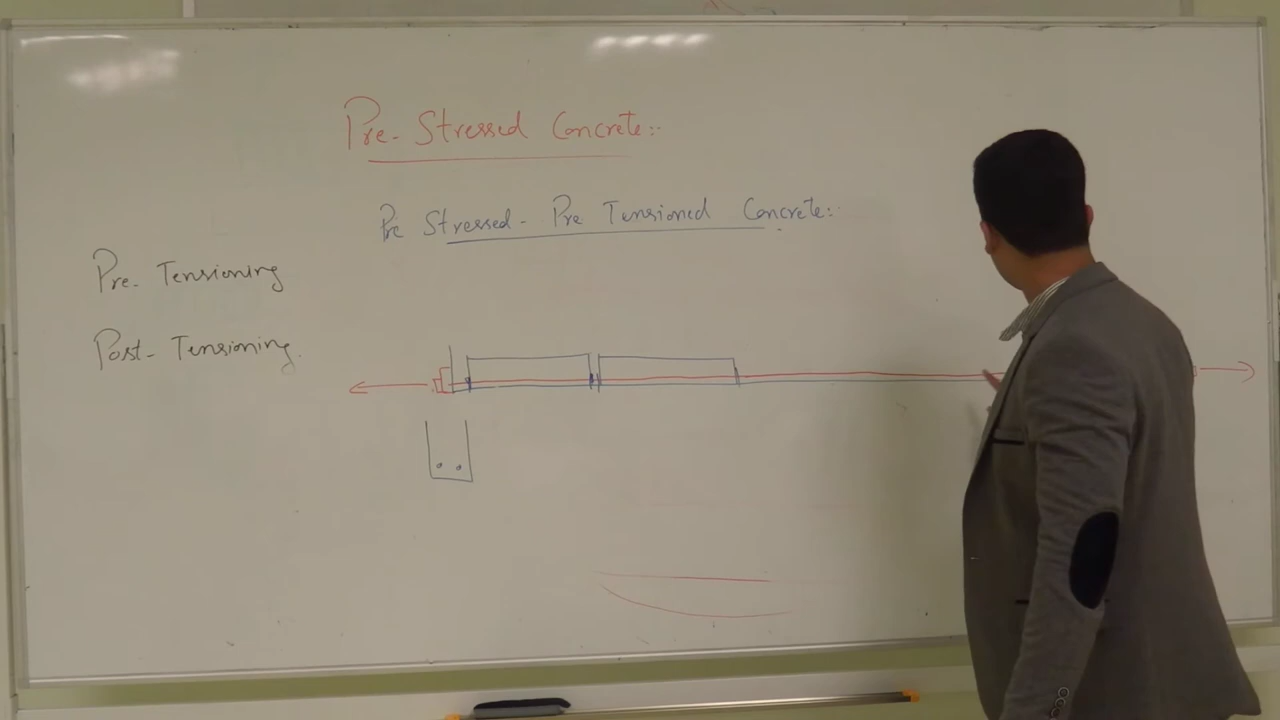 Pre-Stressed Concrete:-
Pre Stressed - Pre Tensioned Concrete:-
Pre-Tensioning
Post-Tensioning.